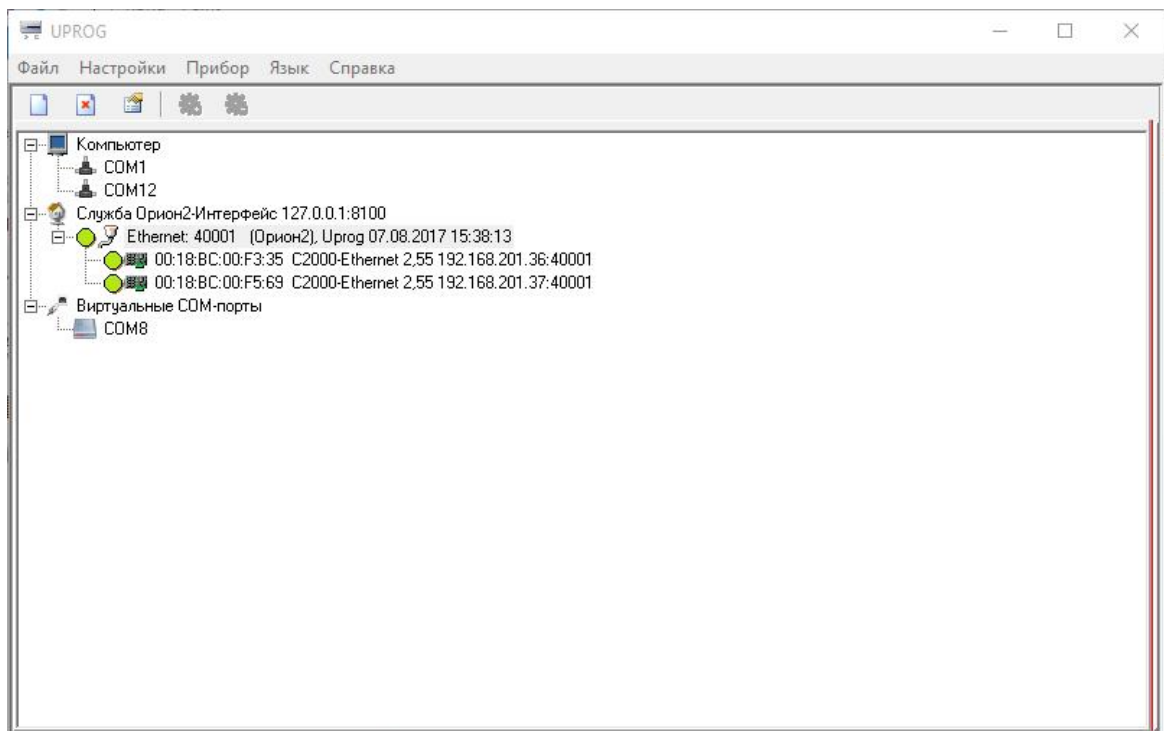 UPROG
Файл Настройки Прибор Язык Справка
Компьютер
COM1
COM12
Служба Орион2-Интерфейс 127.0.0.1:8100
Ethernet: 40001 (Орион2), Uprog 07.08.2017 15:38:13
00:18:BC:00:F3:35 C2000-Ethernet 2,55 192.168.201.36:40001
00:18:BC:00:F5:69 C2000-Ethernet 2,55 192.168.201.37:40001
Виртуальные COM-порты
COM8